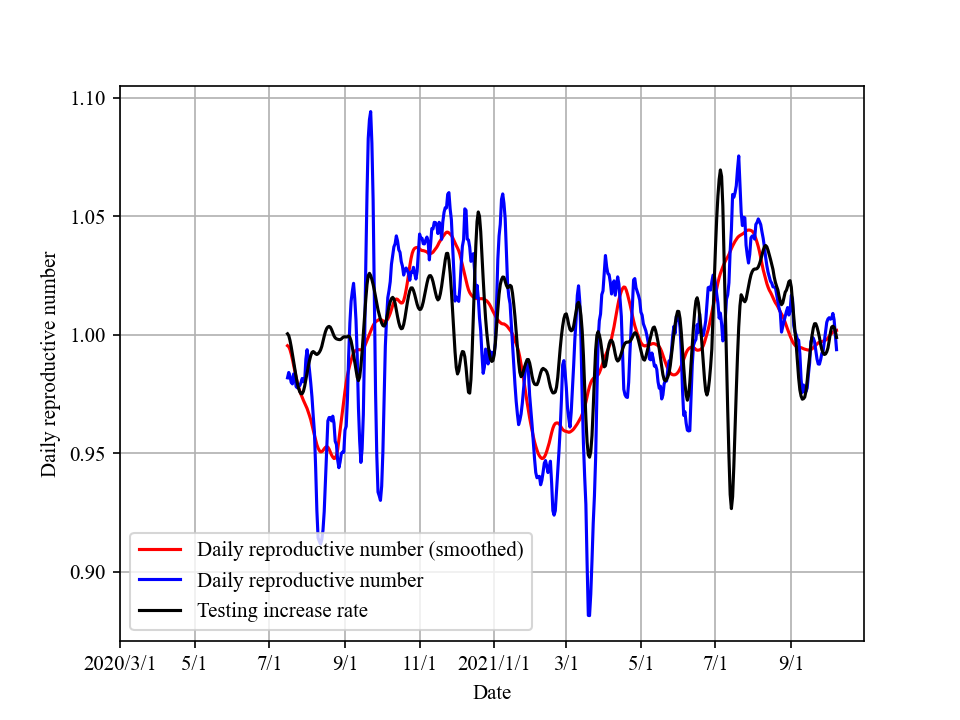 1.10
1.05
1.00
0.95
0.90
Daily reproductive number
Daily reproductive number (smoothed)
Daily reproductive number
Testing increase rate
2020/3/1 5/1 7/1 9/1 11/1 2021/1/1 3/1 5/1 7/1 9/1
Date